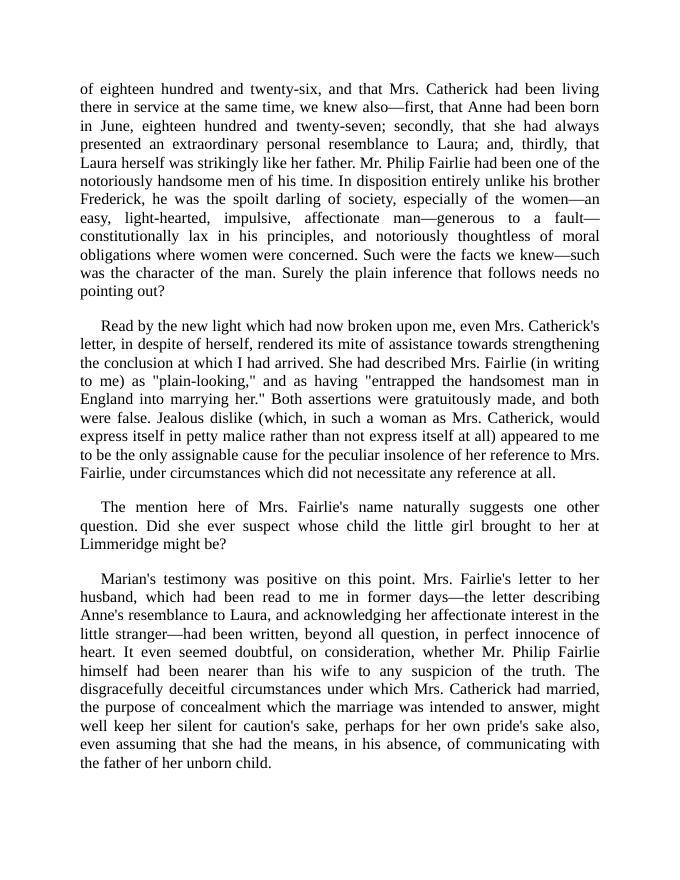 of eighteen hundred and twenty-six, and that Mrs. Catherick had been living
there in service at the same time, we knew also—first, that Anne had been born
in June, eighteen hundred and twenty-seven; secondly, that she had always
presented an extraordinary personal resemblance to Laura; and, thirdly, that
Laura herself was strikingly like her father. Mr. Philip Fairlie had been one of the
notoriously handsome men of his time. In disposition entirely unlike his brother
Frederick, he was the spoilt darling of society, especially of the women—an
easy, light-hearted, impulsive, affectionate man—generous to a fault—
constitutionally lax in his principles, and notoriously thoughtless of moral
obligations where women were concerned. Such were the facts we knew—such
was the character of the man. Surely the plain inference that follows needs no
pointing out?
Read by the new light which had now broken upon me, even Mrs. Catherick's
letter, in despite of herself, rendered its mite of assistance towards strengthening
the conclusion at which I had arrived. She had described Mrs. Fairlie (in writing
to me) as "plain-looking," and as having "entrapped the handsomest man in
England into marrying her." Both assertions were gratuitously made, and both
were false. Jealous dislike (which, in such a woman as Mrs. Catherick, would
express itself in petty malice rather than not express itself at all) appeared to me
to be the only assignable cause for the peculiar insolence of her reference to Mrs.
Fairlie, under circumstances which did not necessitate any reference at all.
The mention here of Mrs. Fairlie's name naturally suggests one other
question. Did she ever suspect whose child the little girl brought to her at
Limmeridge might be?
Marian's testimony was positive on this point. Mrs. Fairlie's letter to her
husband, which had been read to me in former days—the letter describing
Anne's resemblance to Laura, and acknowledging her affectionate interest in the
little stranger—had been written, beyond all question, in perfect innocence of
heart. It even seemed doubtful, on consideration, whether Mr. Philip Fairlie
himself had been nearer than his wife to any suspicion of the truth. The
disgracefully deceitful circumstances under which Mrs. Catherick had married,
the purpose of concealment which the marriage was intended to answer, might
well keep her silent for caution's sake, perhaps for her own pride's sake also,
even assuming that she had the means, in his absence, of communicating with
the father of her unborn child.